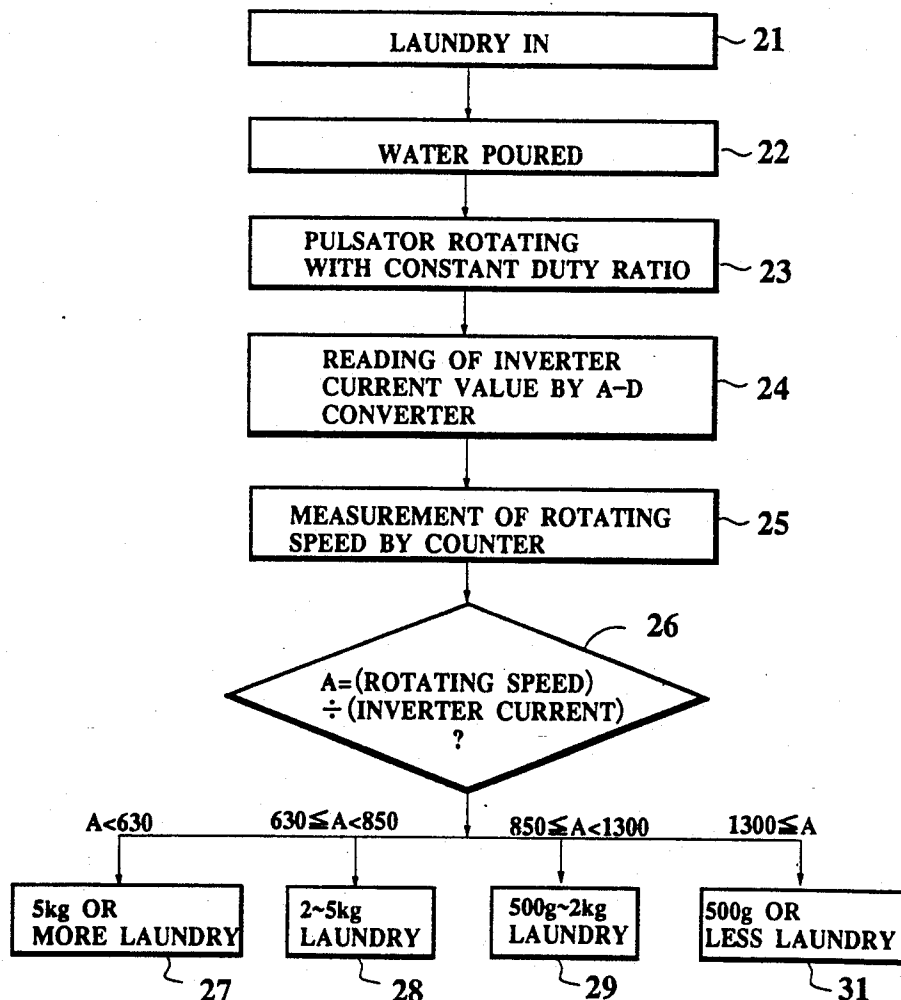 LAUNDRY IN
21
WATER POURED
22
PULSATOR ROTATING
WITH CONSTANT DUTY RATIO
23
READING OF INVERTER
CURRENT VALUE BY A-D
CONVERTER
24
MEASUREMENT OF ROTATING
SPEED BY COUNTER
25
26
A=(ROTATING SPEED)
÷(INVERTER CURRENT)
?
A<630
630≦A<850
850≦A<1300
1300≦A
5kg OR
MORE LAUNDRY
2~5kg
LAUNDRY
500g~2kg
LAUNDRY
500g OR
LESS LAUNDRY
27
28
29
31